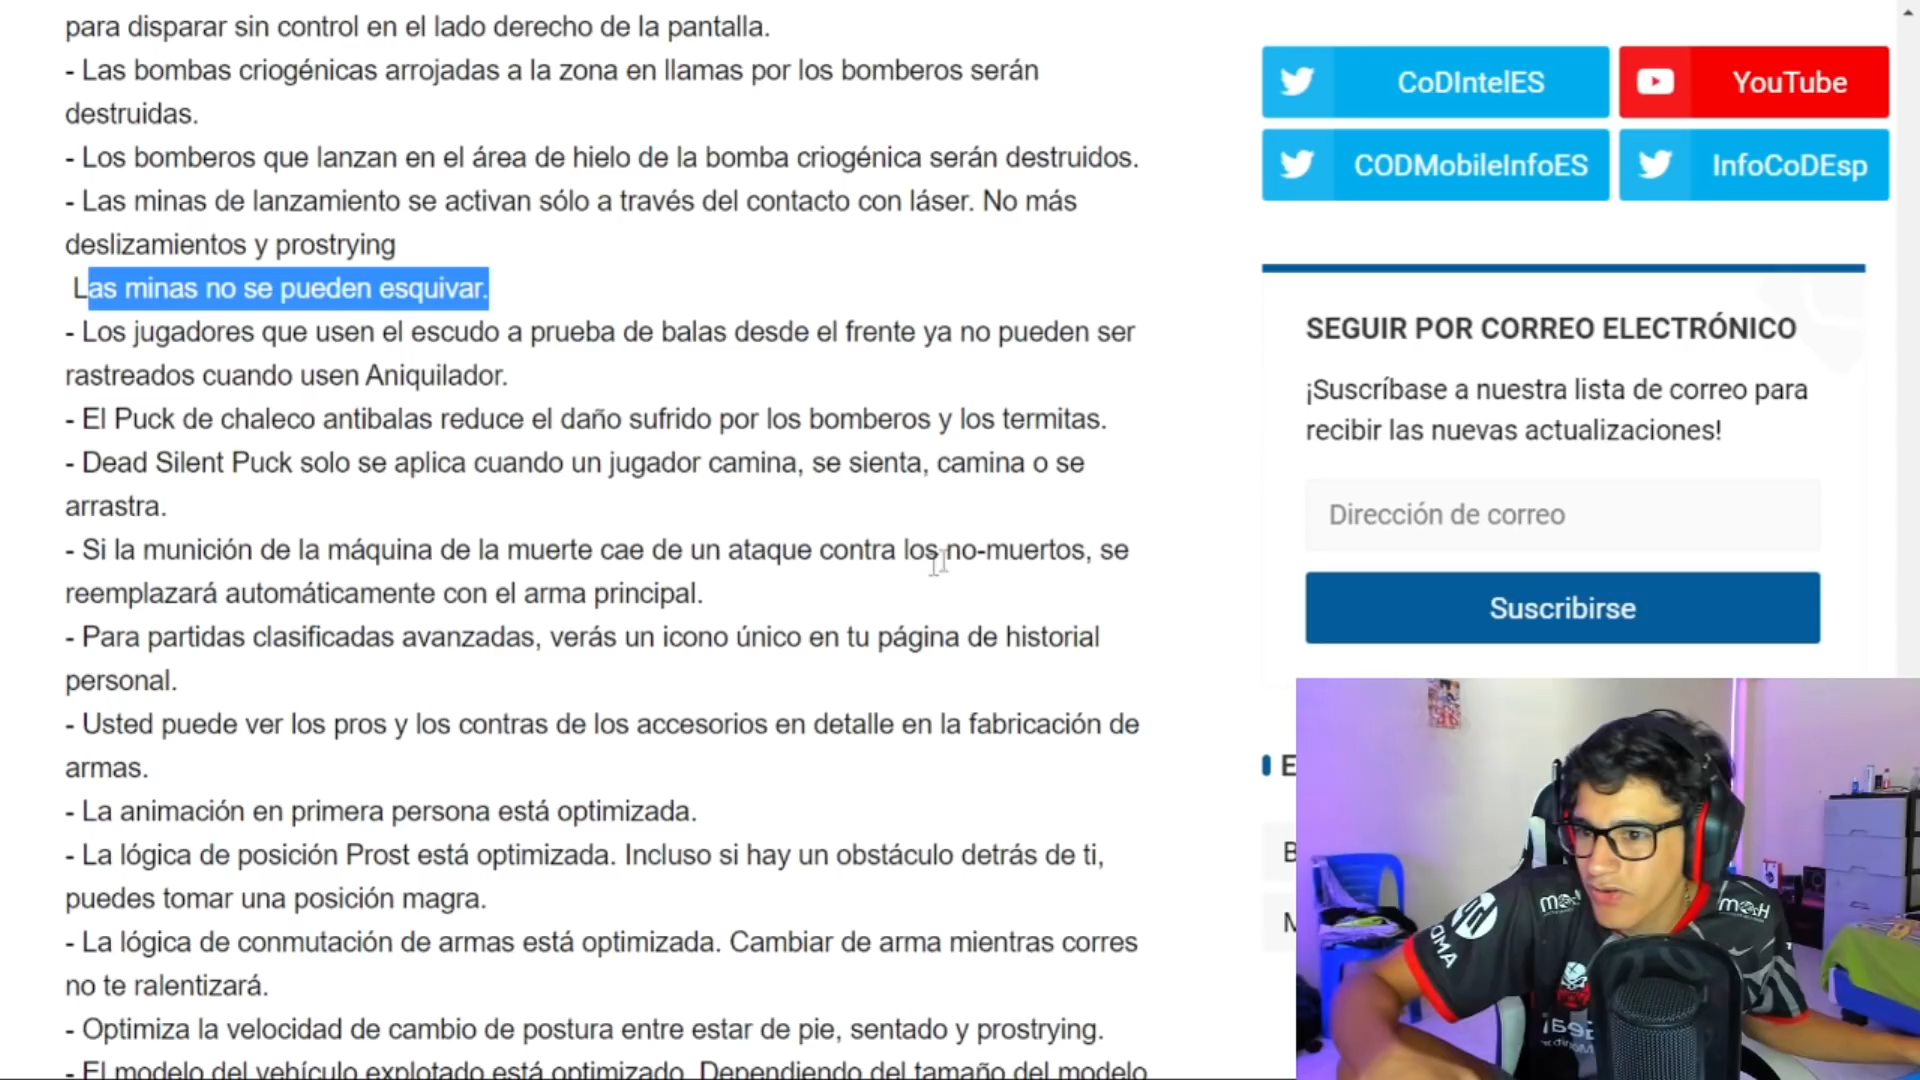 para disparar sin control en el lado derecho de la pantalla.
- Las bombas criogénicas arrojadas a la zona en llamas por los bomberos serán
destruidas.
- Los bomberos que lanzan en el área de hielo de la bomba criogénica serán destruidos.
- Las minas de lanzamiento se activan sólo a través del contacto con láser. No más
deslizamientos y prostrying
Las minas no se pueden esquivar.
- Los jugadores que usen el escudo a prueba de balas desde el frente ya no pueden ser
rastreados cuando usen Aniquilador.
- El Puck de chaleco antibalas reduce el daño sufrido por los bomberos y los termitas.
- Dead Silent Puck solo se aplica cuando un jugador camina, se sienta, camina o se
arrastra.
- Si la munición de la máquina de la muerte cae de un ataque contra los no-muertos, se
reemplazará automáticamente con el arma principal.
- Para partidas clasificadas avanzadas, verás un icono único en tu página de historial
personal.
- Usted puede ver los pros y los contras de los accesorios en detalle en la fabricación de
armas.
- La animación en primera persona está optimizada.
- La lógica de posición Prost está optimizada. Incluso si hay un obstáculo detrás de ti,
puedes tomar una posición magra.
- La lógica de conmutación de armas está optimizada. Cambiar de arma mientras corres
no te ralentizará.
- Optimiza la velocidad de cambio de postura entre estar de pie, sentado y prostrying.
- El modelo del vehículo explotado está optimizado. Dependiendo del tamaño del modelo
CoDIntelES
YouTube
CODMobileInfoES
InfoCoDEsp
SEGUIR POR CORREO ELECTRÓNICO
¡Suscríbase a nuestra lista de correo para
recibir las nuevas actualizaciones!
Dirección de correo
Suscribirse
E
B
M